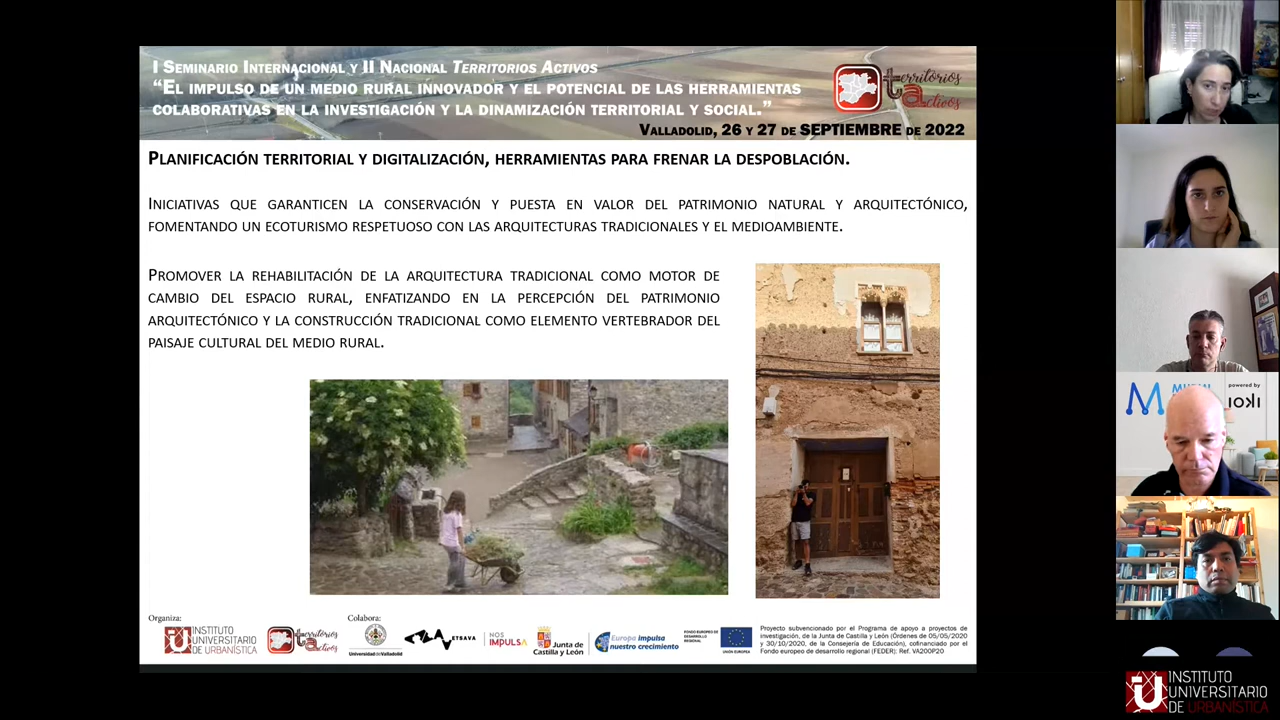 I Seminario Internacional y II Nacional Territorios Activos
"El impulso de un medio rural innovador y el potencial de las herramientas
colaborativas en la investigación y la dinamización territorial y social."
Valladolid, 26 y 27 de SEPTIEMBRE de 2022
territorios
ta
activos
Planificación territorial y digitalización, herramientas para frenar la despoblación.
Iniciativas que garanticen la conservación y puesta en valor del patrimonio natural y arquitectónico,
fomentando un ecoturismo respetuoso con las arquitecturas tradicionales y el medioambiente.
Promover la rehabilitación de la arquitectura tradicional como motor de
cambio del espacio rural, enfatizando en la percepción del patrimonio
arquitectónico y la construcción tradicional como elemento vertebrador del
paisaje cultural del medio rural.
Organiza:
INSTITUTO
UNIVERSITARIO
DE URBANÍSTICA
territorios
ta
activos
Colabora:
Universidad de Valladolid
ETSAVA
NOS
IMPULSA
Junta de
Castilla y León
Europa impulsa
nuestro crecimiento
FONDO EUROPEO DE
DESARROLLO
REGIONAL
UNIÓN EUROPEA
Proyecto subvencionado por el Programa de apoyo a proyectos de
investigación, de la Junta de Castilla y León (Órdenes de 05/05/2020
y 30/10/2020, de la Consejería de Educación), cofinanciado por el
Fondo europeo de desarrollo regional (FEDER): Ref. VA200P20
powered by
ioki
INSTITUTO
UNIVERSITARIO
DE URBANÍSTICA